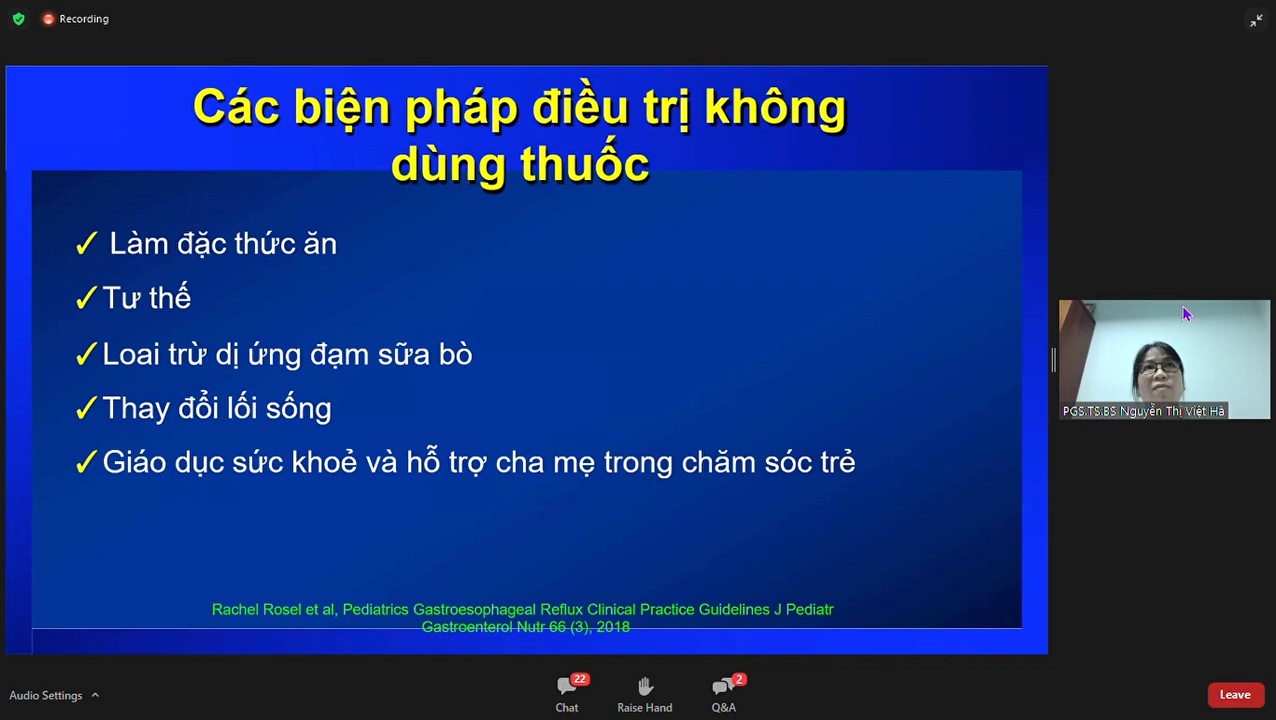 Recording
Các biện pháp điều trị không
dùng thuốc
✓ Làm đặc thức ăn
✓Tư thế
✓Loai trừ dị ứng đạm sữa bò
✓Thay đổi lối sống
✓Giáo dục sức khoẻ và hỗ trợ cha mẹ trong chăm sóc trẻ
PGS.TS.BS Nguyễn Thị Việt Hà
Rachel Rosel et al, Pediatrics Gastroesophageal Reflux Clinical Practice Guidelines J Pediatr
Gastroenterol Nutr 66 (3), 2018
Audio Settings
22
Chat
Raise Hand
2
Q&A
Leave